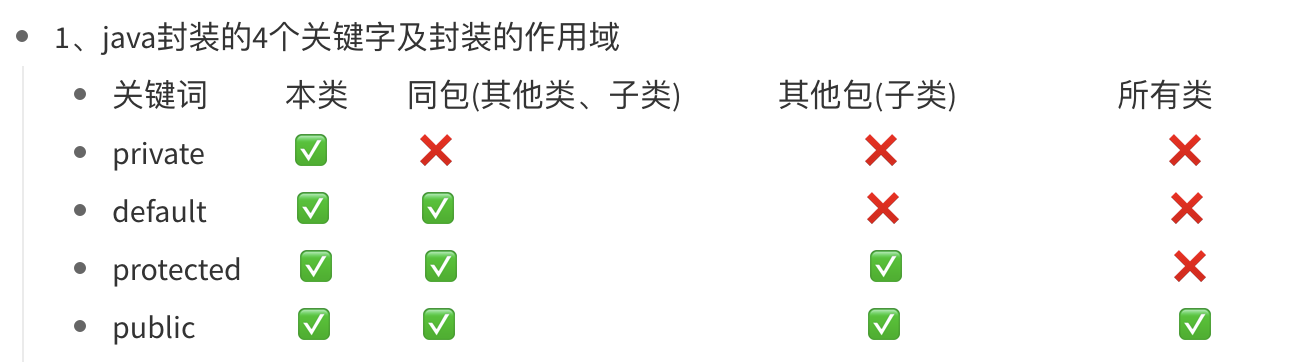 1、java封装的4个关键字及封装的作用域
关键词 本类 同包(其他类、子类) 其他包(子类) 所有类
private ✅ ❌ ❌ ❌
default ✅ ✅ ❌ ❌
protected ✅ ✅ ✅ ❌
public ✅ ✅ ✅ ✅